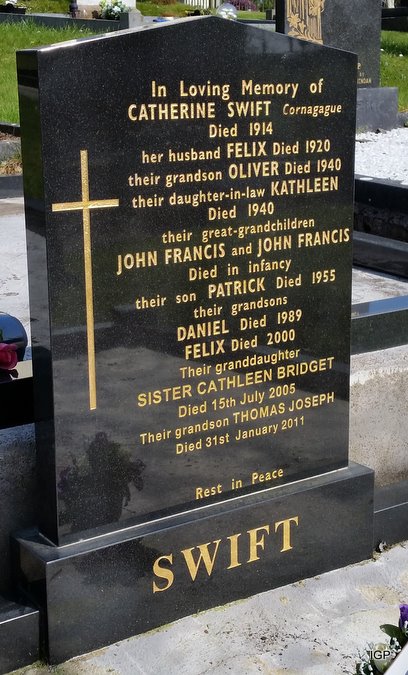 In Loving Memory of
CATHERINE SWIFT Cornagague
Died 1914
her husband FELIX Died 1920
their grandson OLIVER Died 1940
their daughter-in-law KATHLEEN
Died 1940
their great-grandchildren
JOHN FRANCIS and JOHN FRANCIS
Died in infancy
their son PATRICK Died 1955
their grandsons
DANIEL Died 1989
FELIX Died 2000
Their granddaughter
SISTER CATHLEEN BRIDGET
Died 15th July 2005
Their grandson THOMAS JOSEPH
Died 31st January 2011
Rest in Peace
SWIFT
IGP